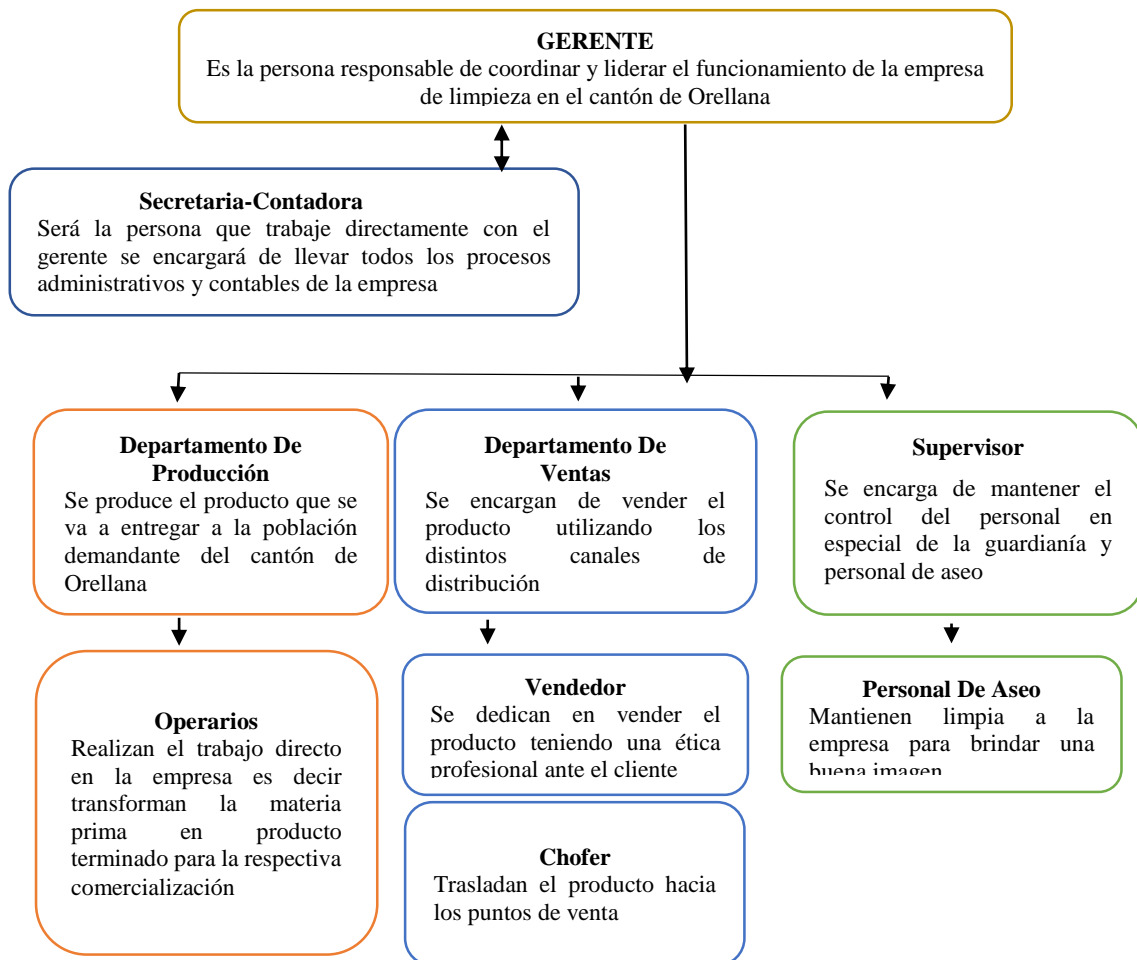 GERENTE
Es la persona responsable de coordinar y liderar el funcionamiento de la empresa
de limpieza en el cantón de Orellana
Secretaria-Contadora
Será la persona que trabaje directamente con el
gerente se encargará de llevar todos los procesos
administrativos y contables de la empresa
Departamento De
Producción
Se produce el producto que se
va a entregar a la población
demandante del cantón de
Orellana
Departamento De
Ventas
Se encargan de vender el
producto utilizando los
distintos canales de
distribución
Supervisor
Se encarga de mantener el
control del personal en
especial de la guardianía y
personal de aseo
Operarios
Realizan el trabajo directo
en la empresa es decir
transforman la materia
prima en producto
terminado para la respectiva
comercialización
Vendedor
Se dedican en vender el
producto teniendo una ética
profesional ante el cliente
Chofer
Trasladan el producto hacia
los puntos de venta
Personal De Aseo
Mantienen limpia a la
empresa para brindar una
buena imagen